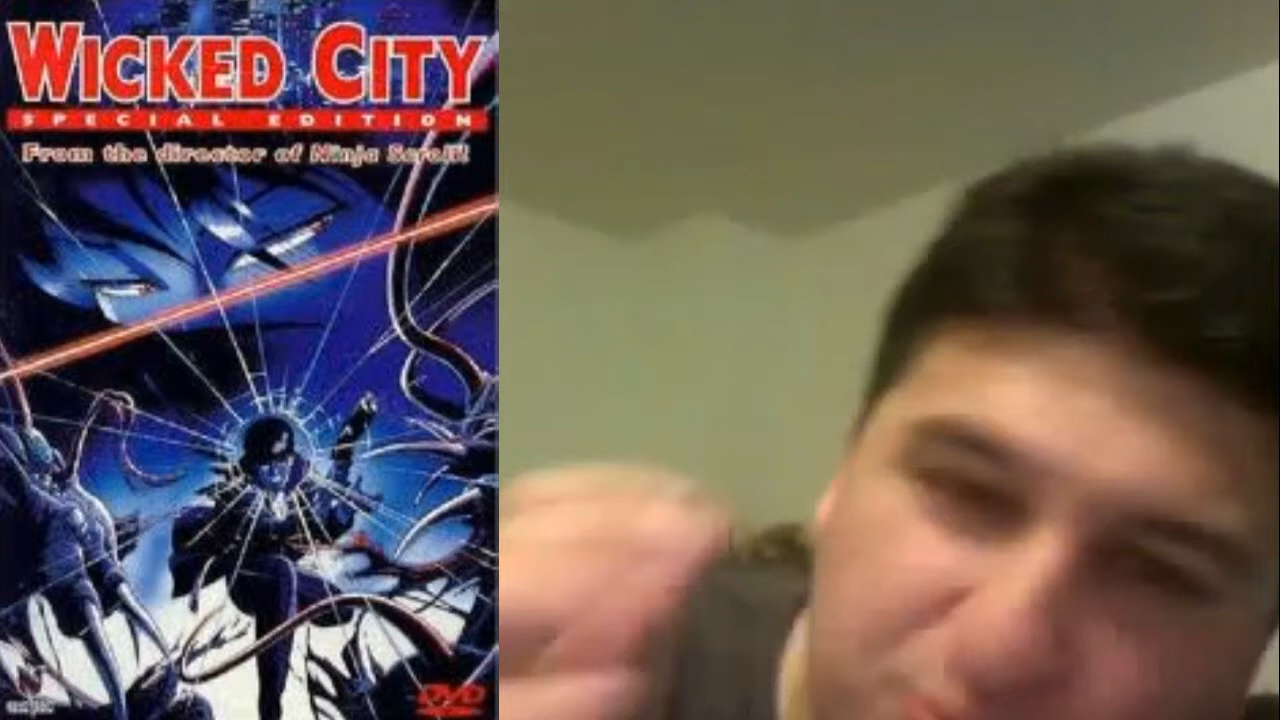 WICKED CITY
SPECIAL EDITION
From the director of Ninja Scroll!
DVD